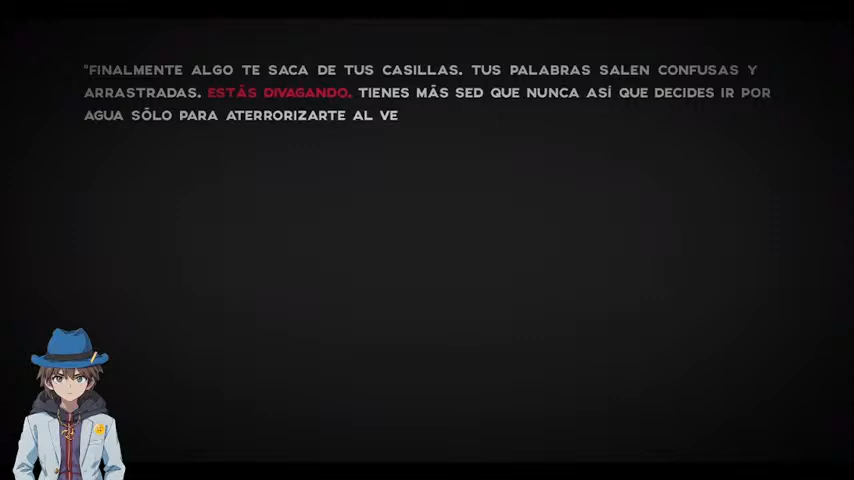 "FINALMENTE ALGO TE SACA DE TUS CASILLAS. TUS PALABRAS SALEN CONFUSAS Y
ARRASTRADAS. ESTÁS DIVAGANDO. TIENES MÁS SED QUE NUNCA ASÍ QUE DECIDES IR POR
AGUA SÓLO PARA ATERRORIZARTE AL VE